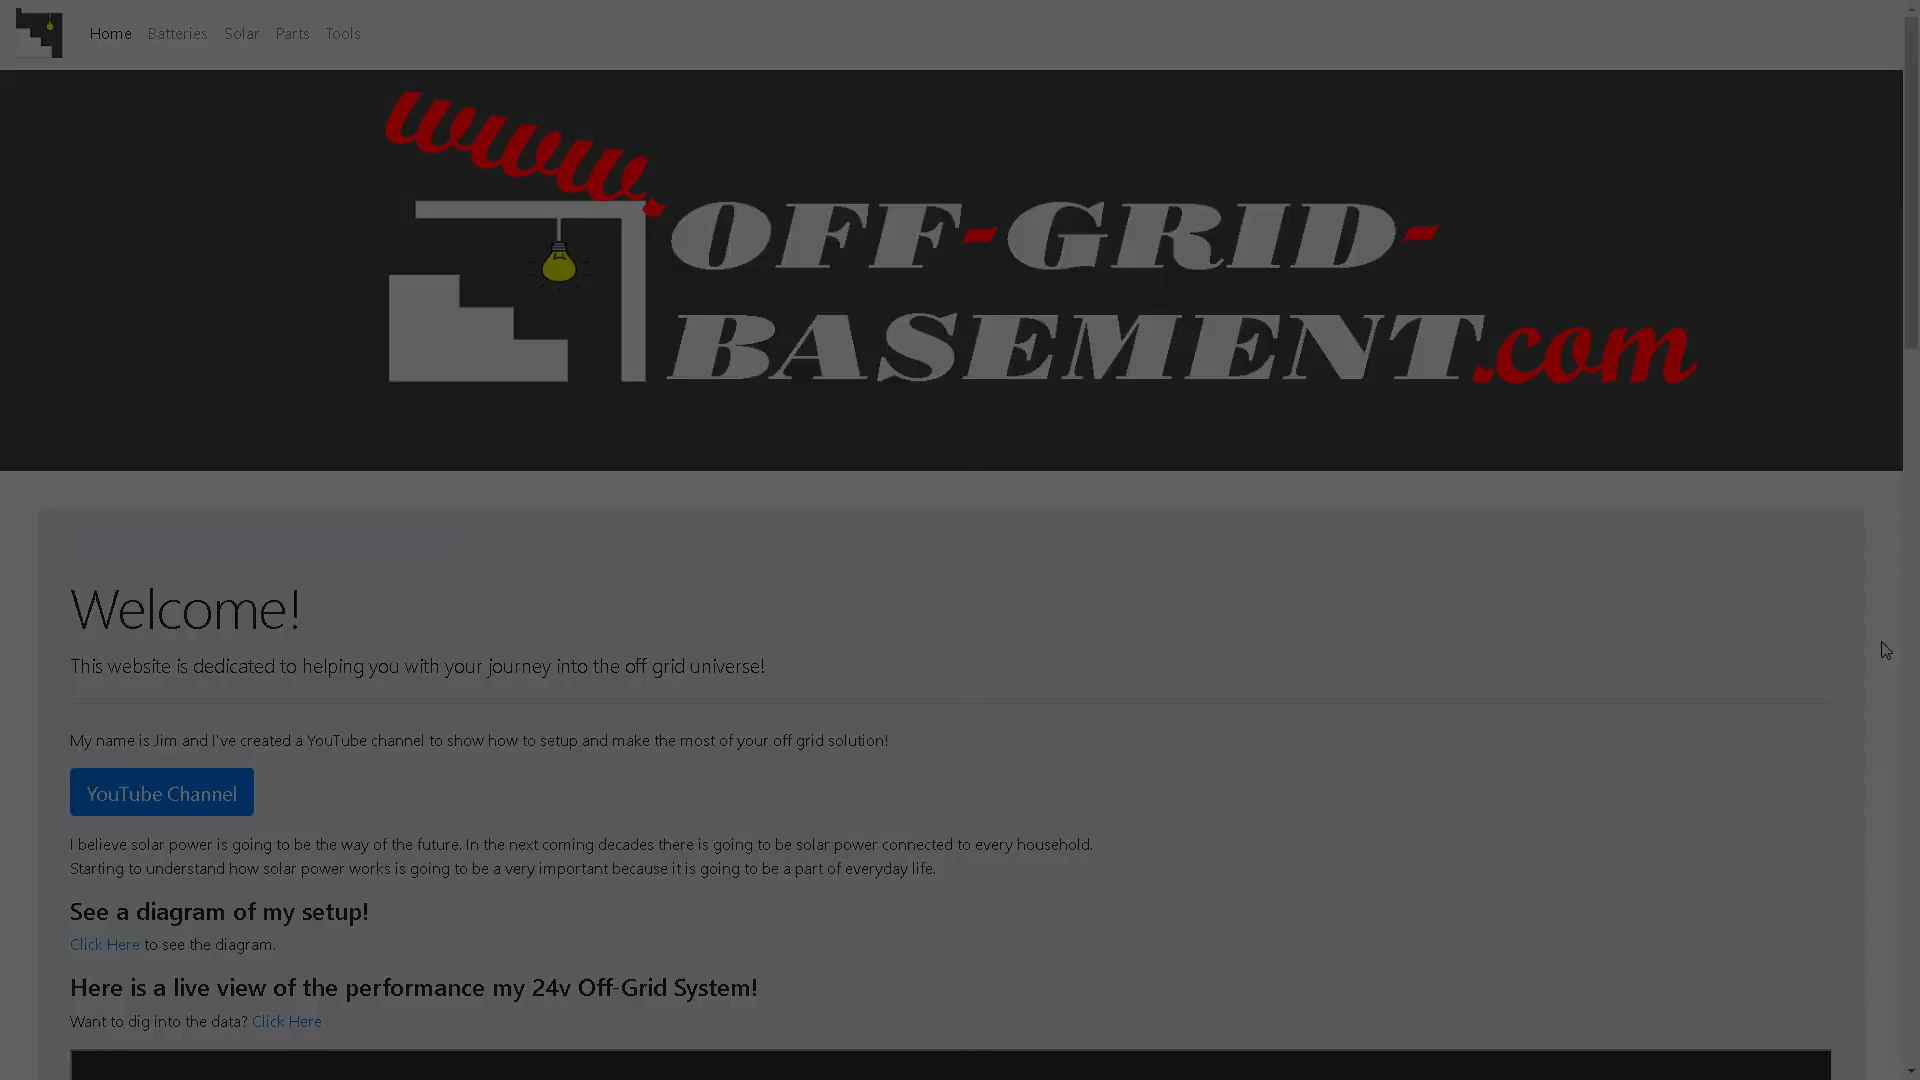 Home Batteries Solar Parts Tools
www.
OFF-GRID-
BASEMENT.com
Welcome!
This website is dedicated to helping you with your journey into the off grid universe!
My name is Jim and I've created a YouTube channel to show how to setup and make the most of your off grid solution!
YouTube Channel
I believe solar power is going to be the way of the future. In the next coming decades there is going to be solar power connected to every household.
Starting to understand how solar power works is going to be a very important because it is going to be a part of everyday life.
See a diagram of my setup!
Click Here to see the diagram.
Here is a live view of the performance my 24v Off-Grid System!
Want to dig into the data? Click Here